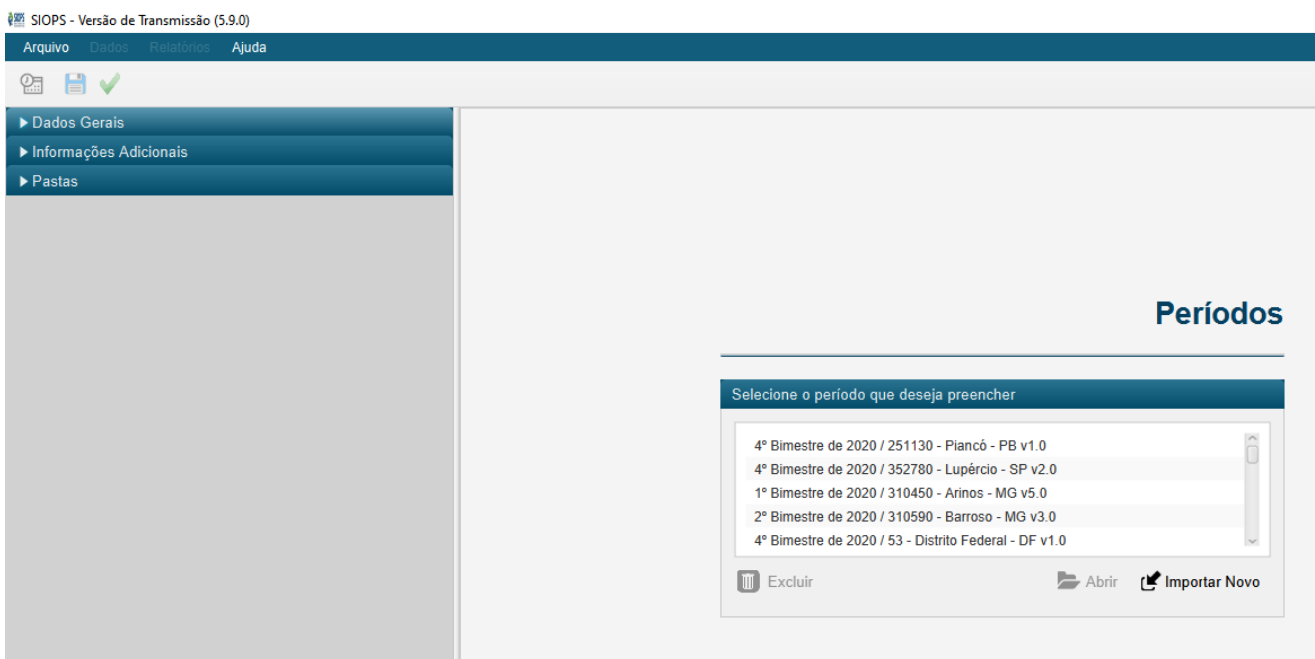 SIOPS - Versão de Transmissão (5.9.0)
Arquivo Dados Relatórios Ajuda
Dados Gerais
Informações Adicionais
Pastas
Períodos
Selecione o período que deseja preencher
4º Bimestre de 2020 / 251130 - Piancó - PB v1.0
4º Bimestre de 2020 / 352780 - Lupércio - SP v2.0
1º Bimestre de 2020 / 310450 - Arinos - MG v5.0
2º Bimestre de 2020 / 310590 - Barroso - MG v3.0
4º Bimestre de 2020 / 53 - Distrito Federal - DF v1.0
Excluir Abrir Importar Novo